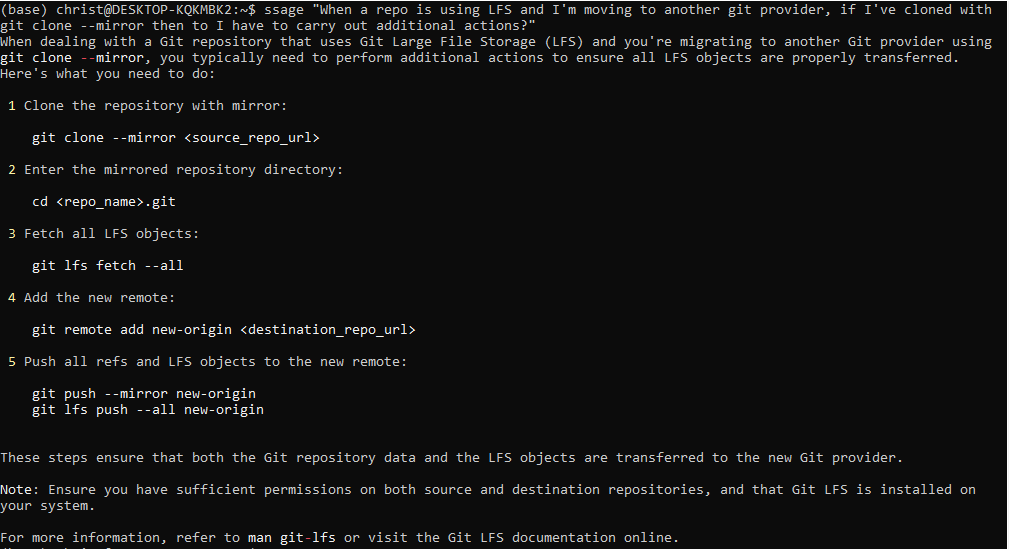 (base) christ@DESKTOP-KQKMBK2:~$ ssage "When a repo is using LFS and I'm moving to another git provider, if I've cloned with
git clone --mirror then to I have to carry out additional actions?"
When dealing with a Git repository that uses Git Large File Storage (LFS) and you're migrating to another Git provider using
git clone --mirror, you typically need to perform additional actions to ensure all LFS objects are properly transferred.
Here's what you need to do:
1 Clone the repository with mirror:
git clone --mirror <source_repo_url>
2 Enter the mirrored repository directory:
cd <repo_name>.git
3 Fetch all LFS objects:
git lfs fetch --all
4 Add the new remote:
git remote add new-origin <destination_repo_url>
5 Push all refs and LFS objects to the new remote:
git push --mirror new-origin
git lfs push --all new-origin
These steps ensure that both the Git repository data and the LFS objects are transferred to the new Git provider.
Note: Ensure you have sufficient permissions on both source and destination repositories, and that Git LFS is installed on
your system.
For more information, refer to man git-lfs or visit the Git LFS documentation online.